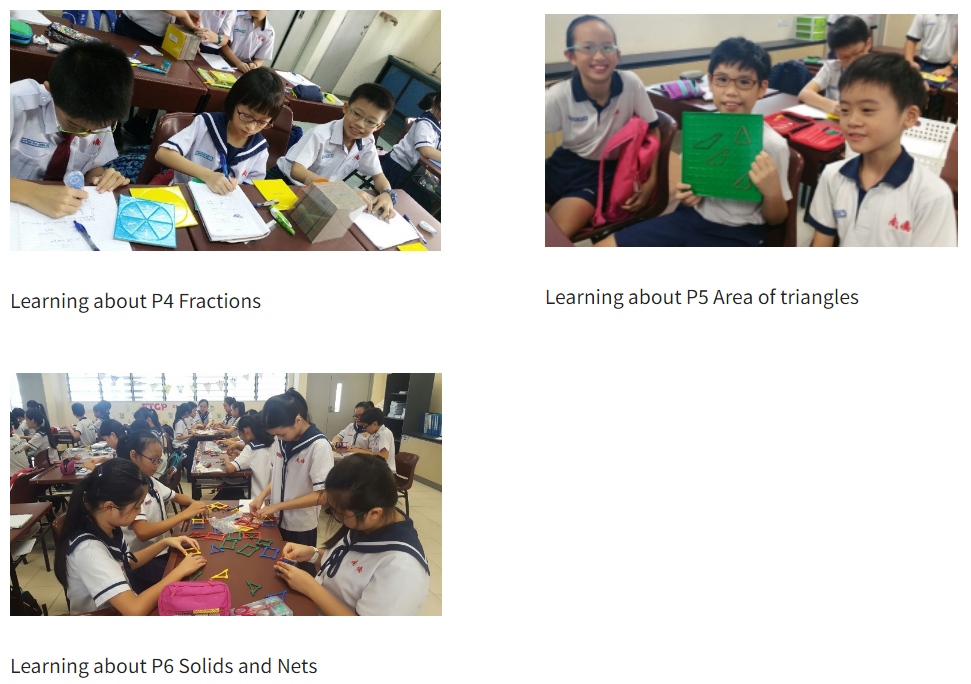 Learning about P4 Fractions
Learning about P5 Area of triangles
Learning about P6 Solids and Nets